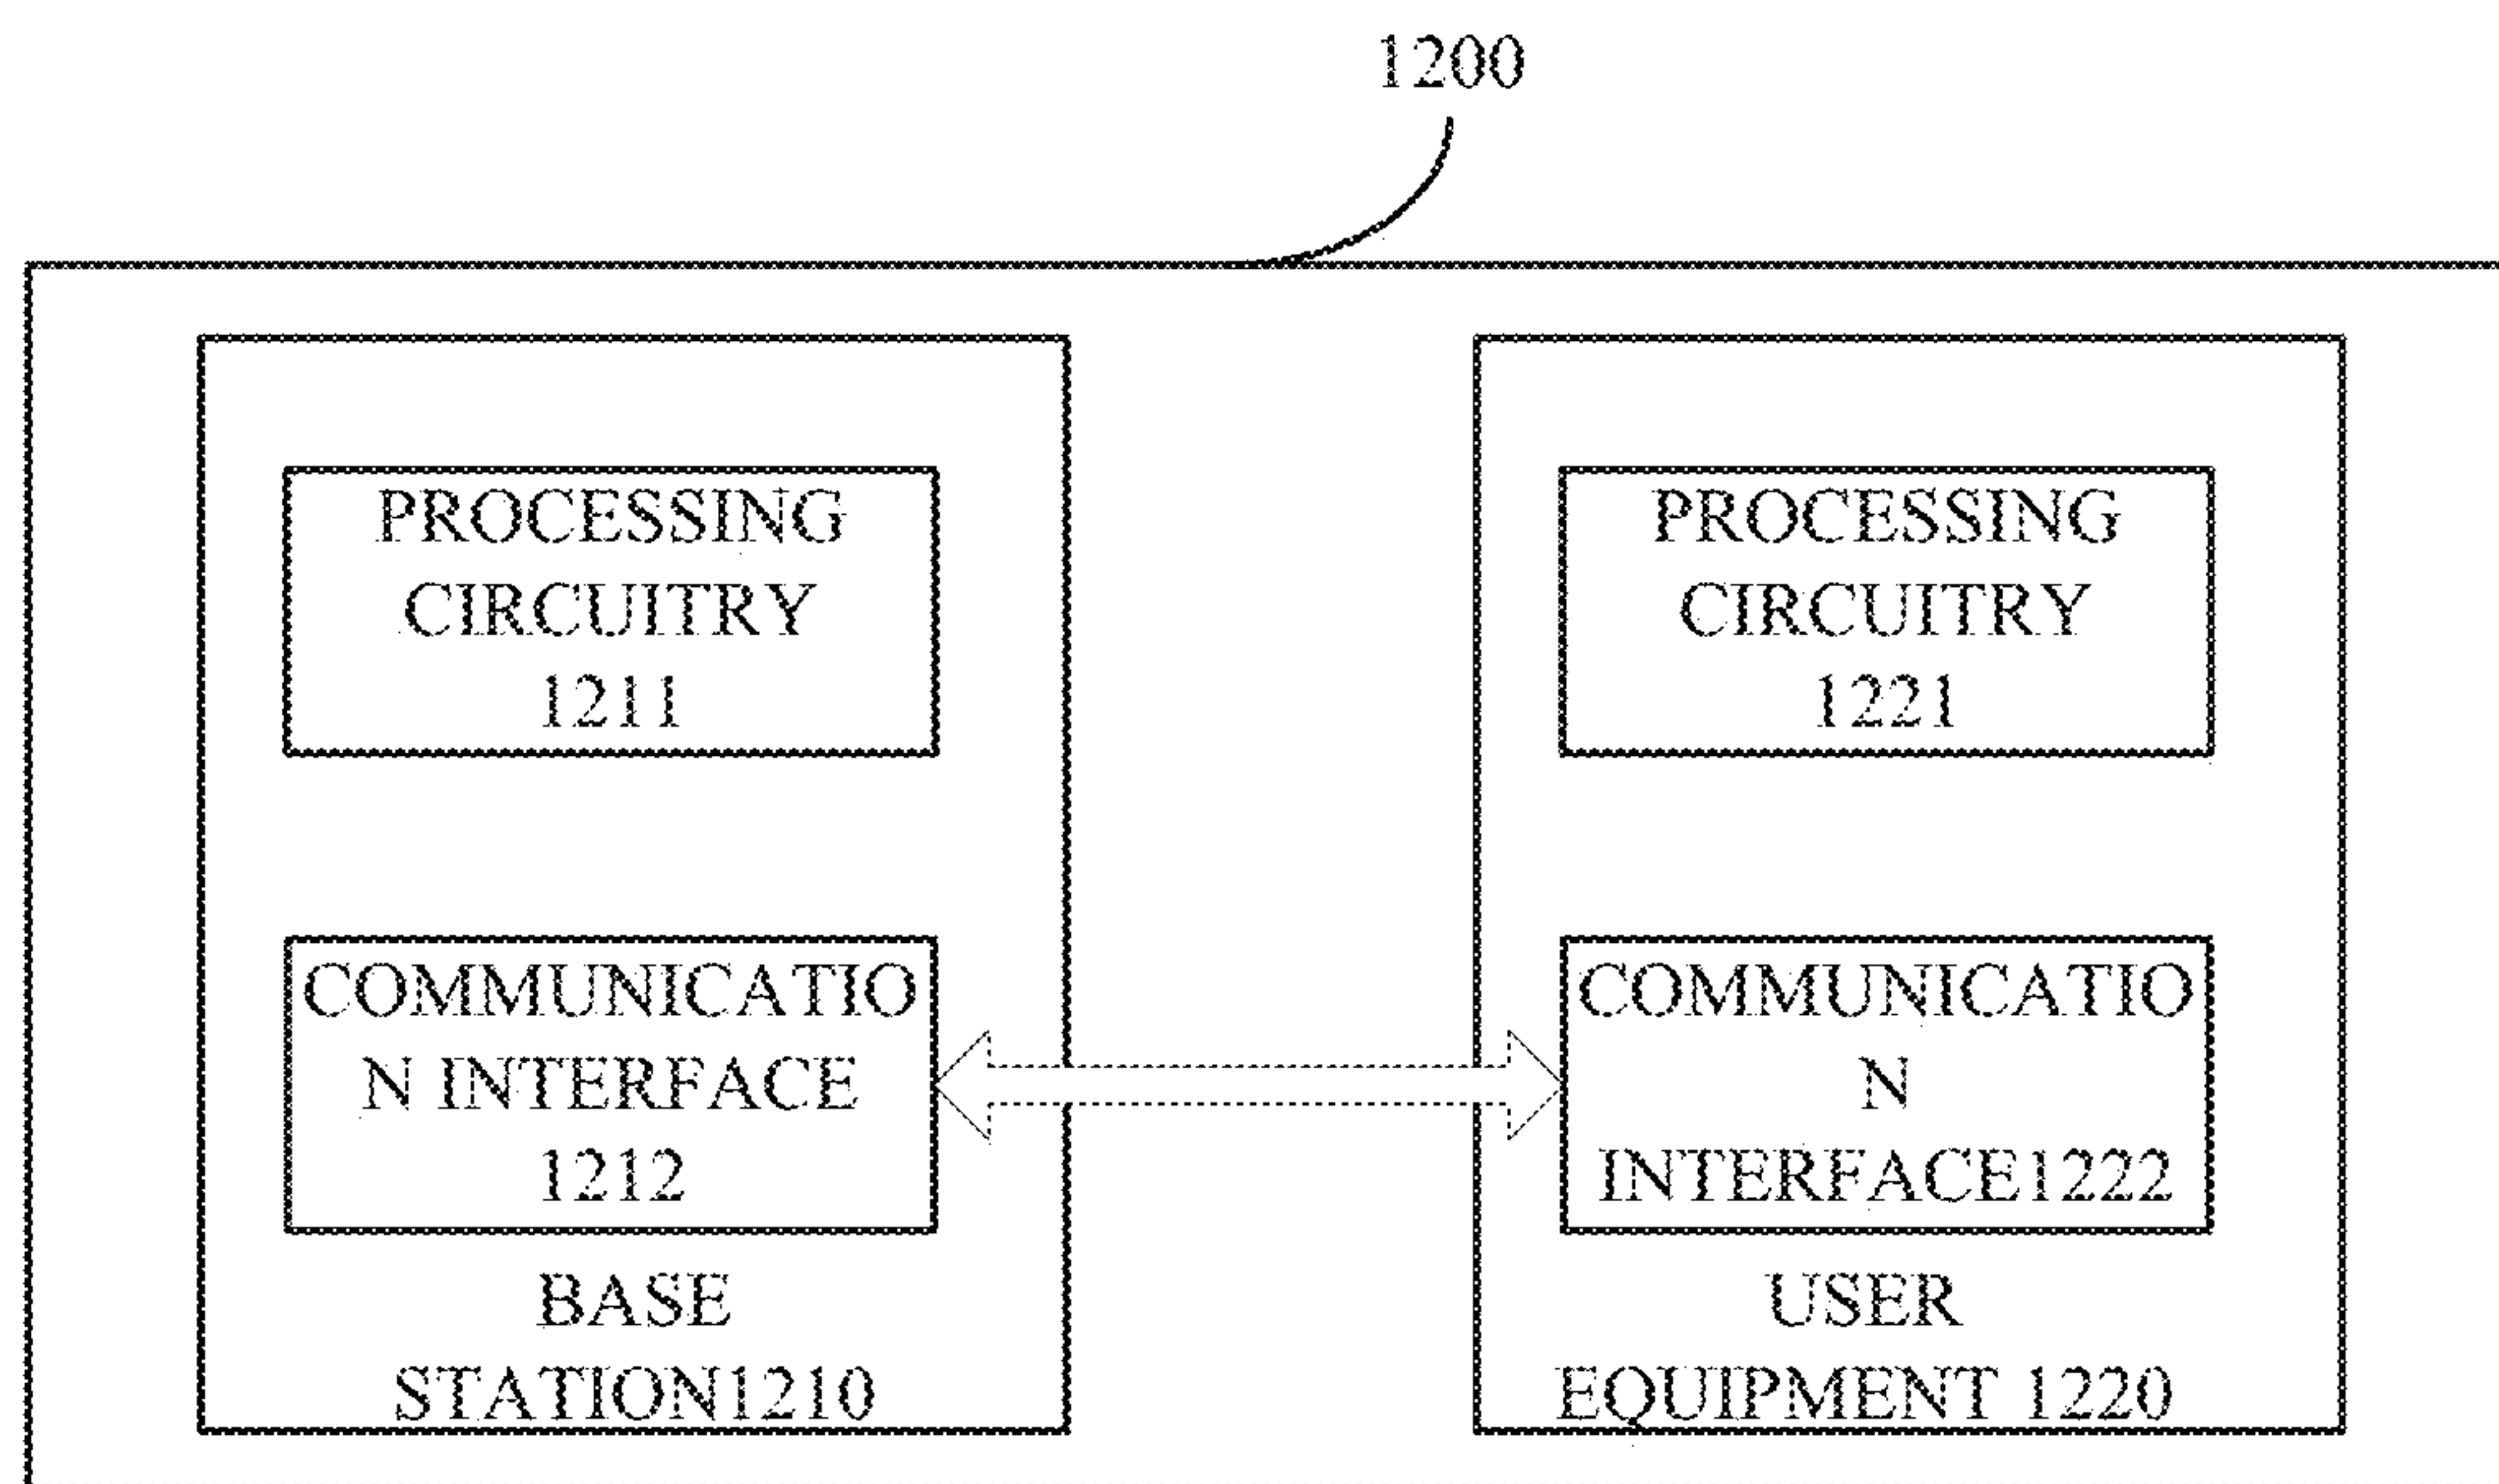 1200
PROCESSING
CIRCUITRY
1211
COMMUNICATIO
N INTERFACE
1212
BASE
STATION1210
PROCESSING
CIRCUITRY
1221
COMMUNICATIO
N
INTERFACE1222
USER
EQUIPMENT 1220